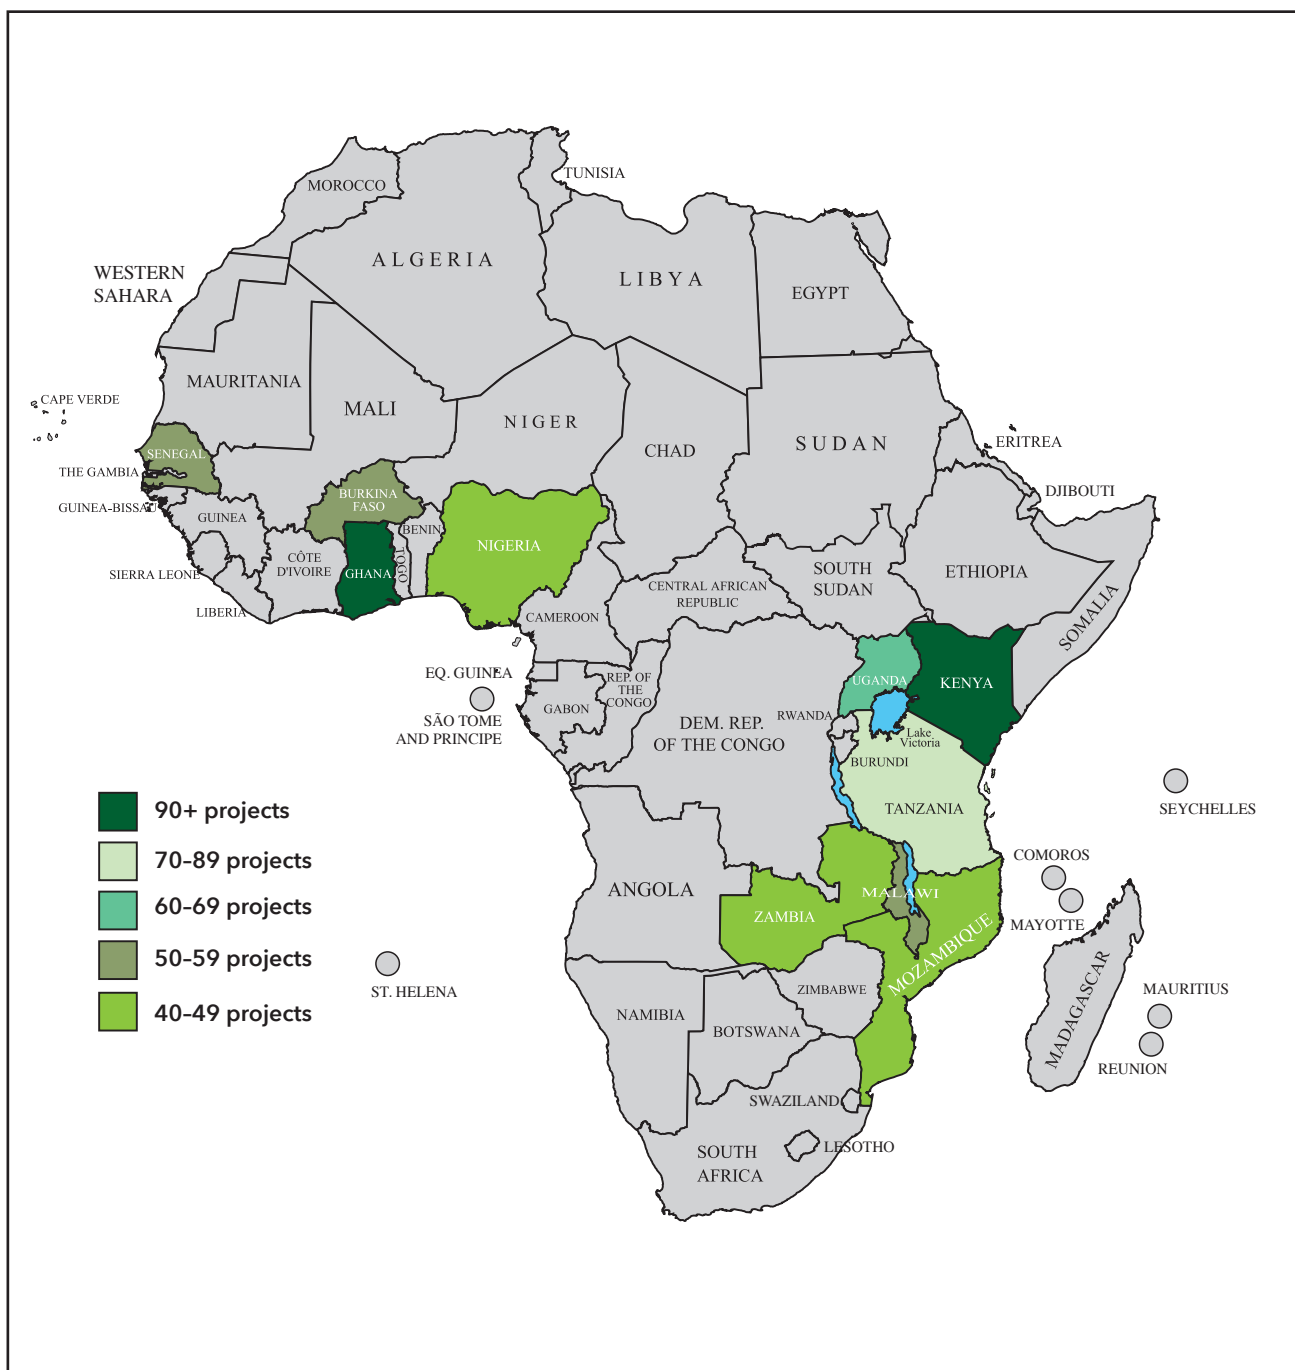 TUNISIA
MOROCCO
ALGERIA
LIBYA
EGYPT
WESTERN
SAHARA
MAURITANIA
MALI
NIGER
CHAD
SUDAN
ERITREA
DJIBOUTI
CAPE VERDE
SENEGAL
THE GAMBIA
GUINEA-BISSAU
GUINEA
SIERRA LEONE
LIBERIA
CÔTE
D'IVOIRE
BURKINA
FASO
GHANA
TOGO
BENIN
NIGERIA
CAMEROON
CENTRAL AFRICAN
REPUBLIC
SOUTH
SUDAN
ETHIOPIA
SOMALIA
EQ. GUINEA
SÃO TOME
AND PRINCIPE
GABON
REP. OF
THE
CONGO
DEM. REP.
OF THE CONGO
UGANDA
KENYA
RWANDA
Lake
Victoria
BURUNDI
TANZANIA
SEYCHELLES
COMOROS
MAYOTTE
ANGOLA
ZAMBIA
MALAWI
MOZAMBIQUE
ZIMBABWE
MADAGASCAR
MAURITIUS
REUNION
ST. HELENA
NAMIBIA
BOTSWANA
SWAZILAND
LESOTHO
SOUTH
AFRICA
90+ projects
70-89 projects
60-69 projects
50-59 projects
40-49 projects